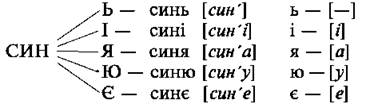 Ь — синь [син´] ь — [—]
І — сині [син´і] і — [і]
СИН Я — синя [син´а] я — [а]
Ю — синю [син´у] ю — [у]
Є — синє [син´е] є — [е]